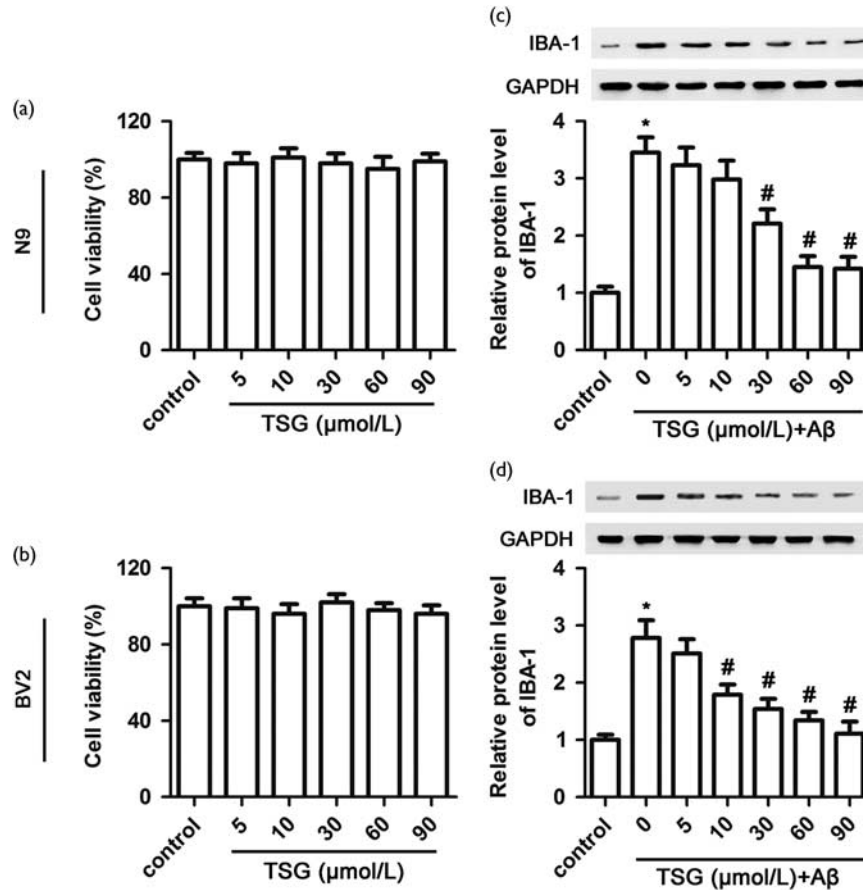 (a)
N9
Cell viability (%)
120
80
40
0
control
5
10
30
60
90
TSG (µmol/L)
(c)
IBA-1
GAPDH
Relative protein level
of IBA-1
4
3
2
1
0
*
#
#
#
control
0
5
10
30
60
90
TSG (µmol/L)+Aβ
(b)
BV2
Cell viability (%)
120
80
40
0
control
5
10
30
60
90
TSG (µmol/L)
(d)
IBA-1
GAPDH
Relative protein level
of IBA-1
4
3
2
1
0
*
#
#
#
#
control
0
5
10
30
60
90
TSG (µmol/L)+Aβ